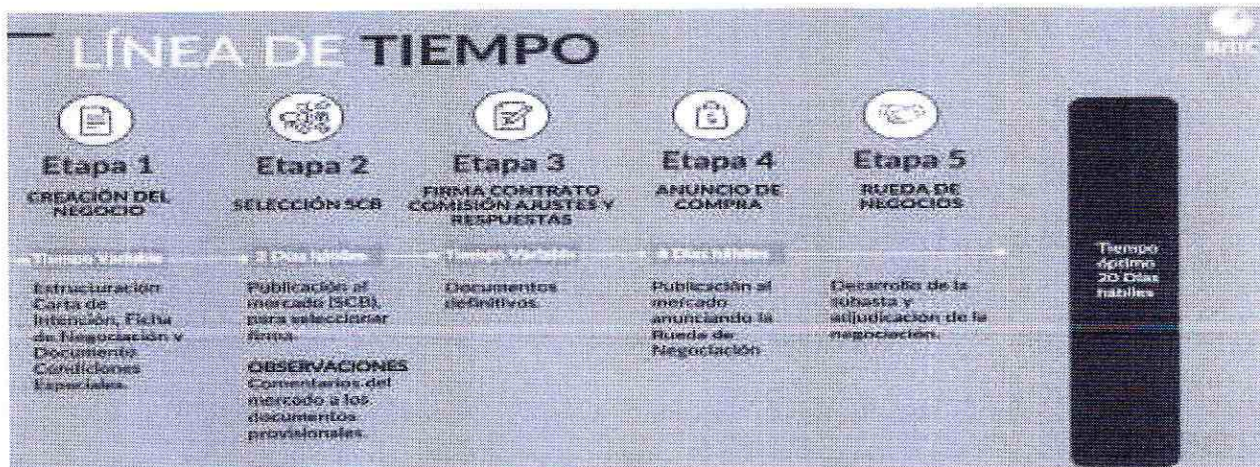 LÍNEA DE TIEMPO
Etapa 1
CREACIÓN DEL
NEGOCIO
Tiempo Variable
Estructuración
Carta de
Intención, Ficha
de Negociación y
Documento
Condiciones
Especiales.
Etapa 2
SELECCIÓN SCB
Días hábiles
Publicación al
mercado (SCB),
para seleccionar
firma.
OBSERVACIONES
Comentarios del
mercado a los
documentos
provisionales.
Etapa 3
FIRMA CONTRATO
COMISIÓN AJUSTES Y
RESPUESTAS
Tiempo Variable
Documentos
definitivos.
Etapa 4
ANUNCIO DE
COMPRA
Días hábiles
Publicación al
mercado
anunciando la
Rueda de
Negociación
Etapa 5
RUEDA DE
NEGOCIOS
Desarrollo de la
subasta y
adjudicación de la
negociación.
Tiempo
óptimo
20 Días
hábiles